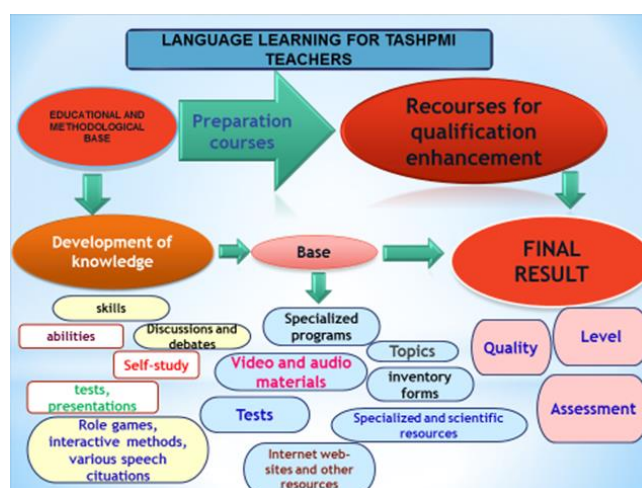 LANGUAGE LEARNING FOR TASHPMI
TEACHERS
EDUCATIONAL AND
METHODOLOGICAL
BASE
Preparation
courses
Recourses for
qualification
enhancement
Development of
knowledge
Base
FINAL
RESULT
skills
abilities
Discussions and
debates
Self-study
tests,
presentations
Role games,
interactive methods,
various speech
cituations
Specialized
programs
Topics
Video and audio
materials
inventory
forms
Tests
Specialized and scientific
resources
Internet web-
sites and other
resources
Quality
Level
Assessment